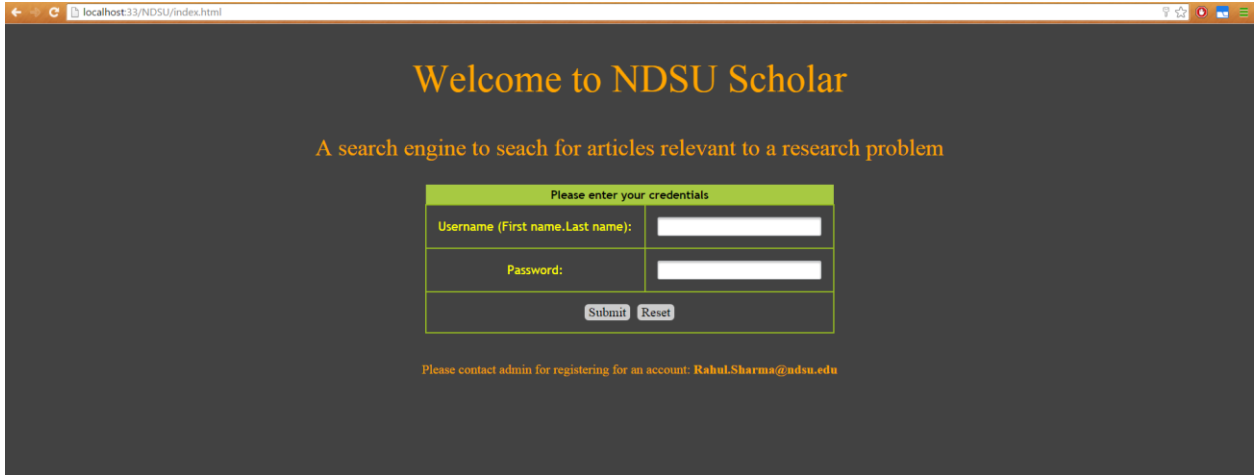 localhost:33/NDSU/index.html
Welcome to NDSU Scholar
A search engine to seach for articles relevant to a research problem
Please enter your credentials
Username (First name.Last name):
Password:
Submit Reset
Please contact admin for registering for an account: Rahul.Sharma@ndsu.edu